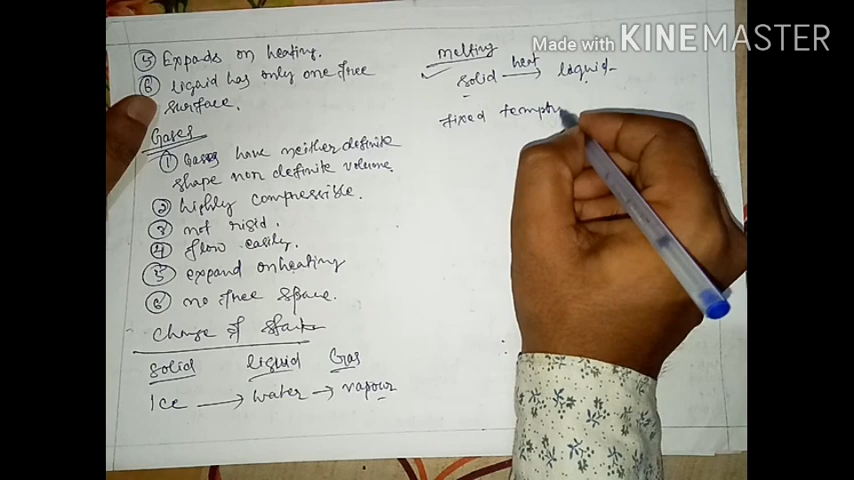 ⑤ Expads on heating.
⑥ liquid has only one free
surface.
Gases
① Gases have neither definite
shape nor definite volume.
② highly compressible.
③ not rigid.
④ flow easily.
⑤ expand on heating
⑥ no free space.
Change of state
solid liquid Gas
Ice → water → vapour
melting
solid heat → liquid
fixed temptr
Made with KINEMASTER